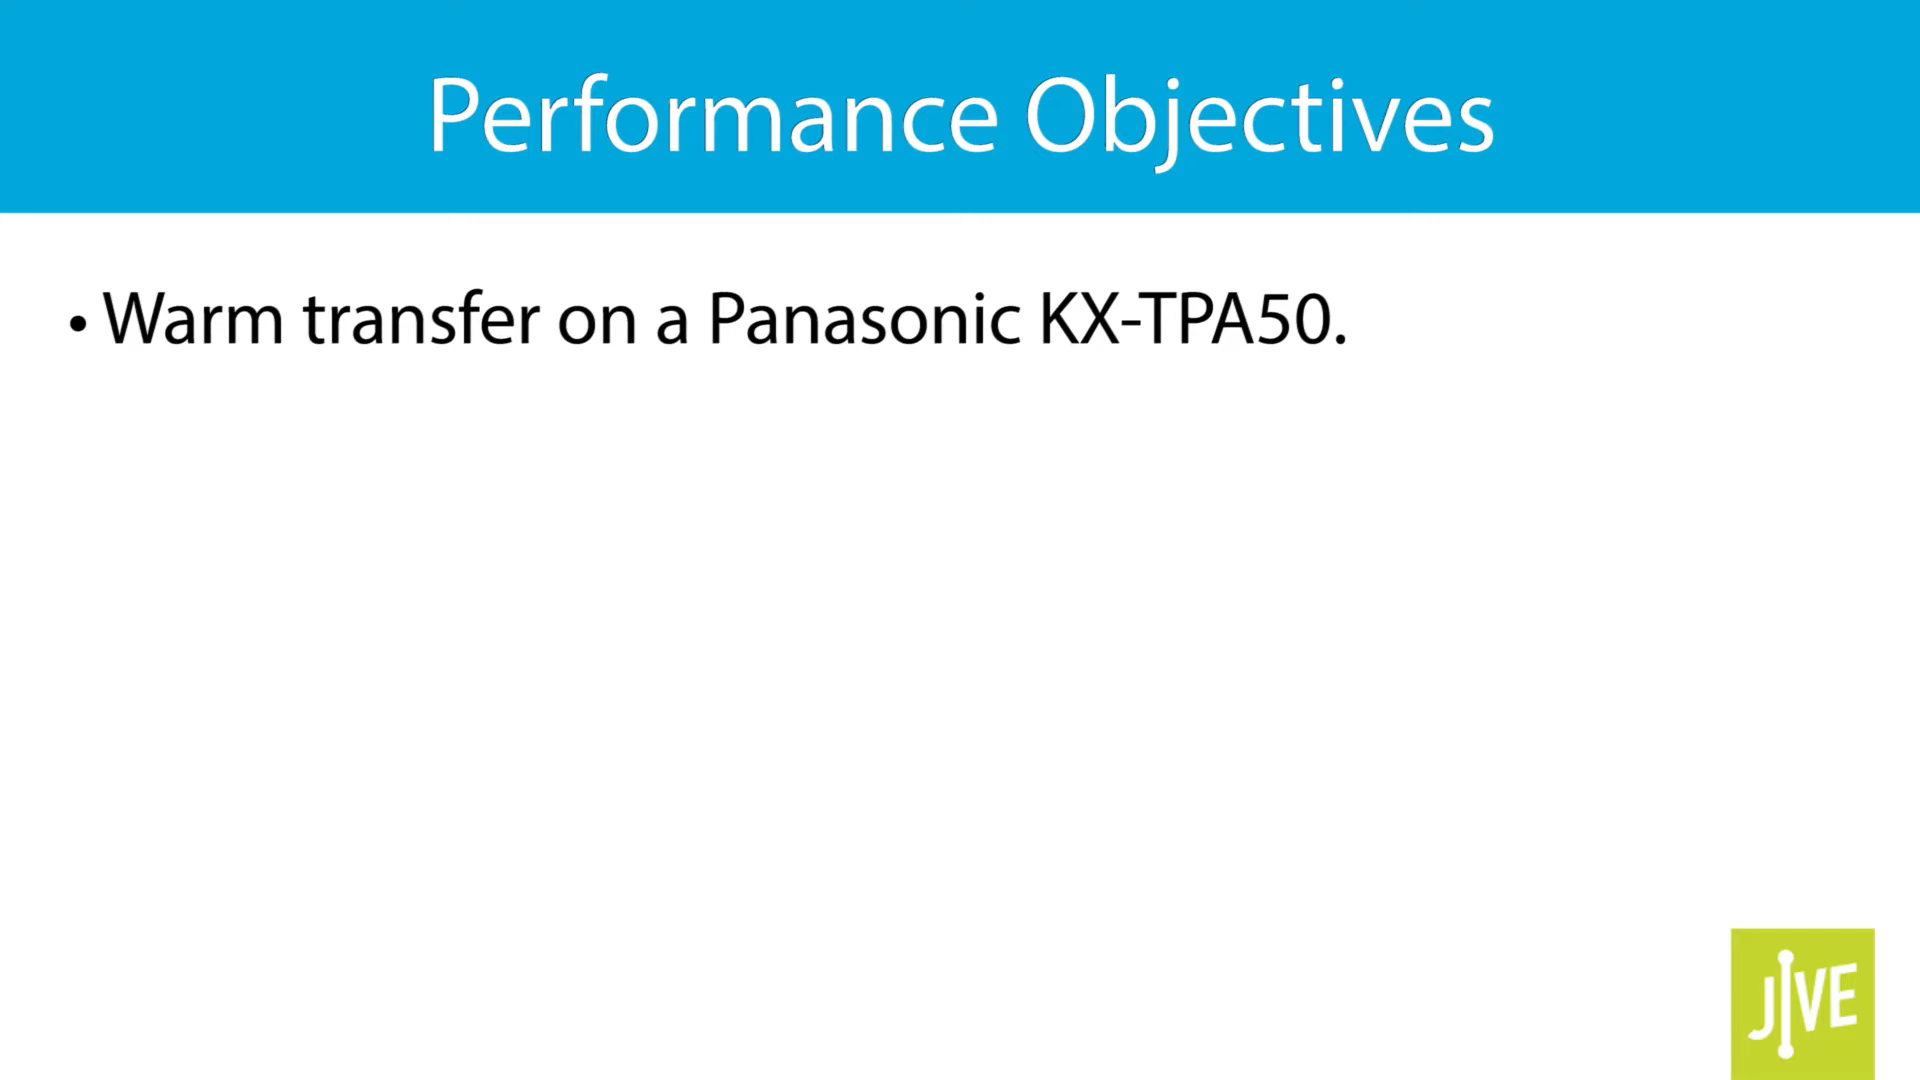 Performance Objectives
• Warm transfer on a Panasonic KX-TPA50.
JIVE